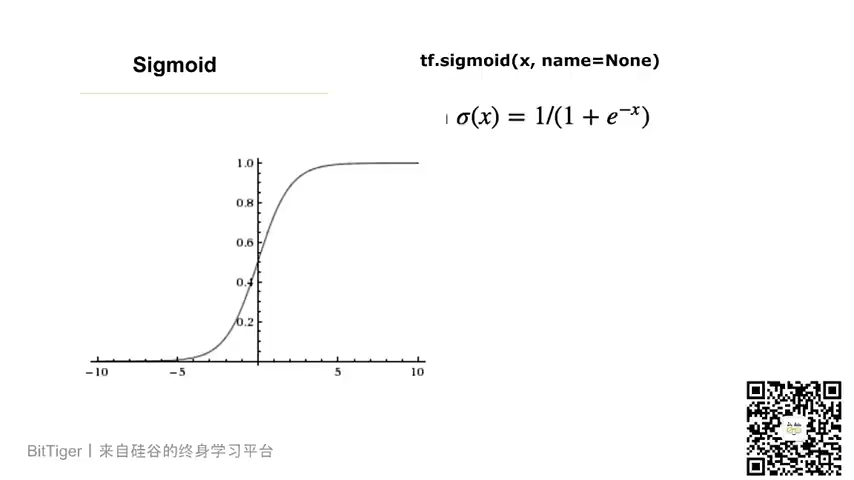 Sigmoid
tf.sigmoid(x, name=None)
σ(x) = 1/(1 + e⁻ˣ)
1.0
0.8
0.6
0.4
0.2
−10
−5
5
10
BitTiger丨来自硅谷的终身学习平台